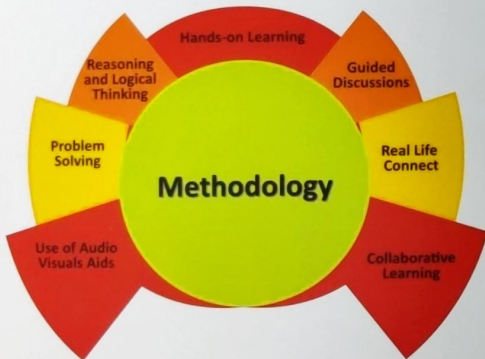 Hands-on Learning
Reasoning
and Logical
Thinking
Guided
Discussions
Problem
Solving
Real Life
Connect
Methodology
Use of Audio
Visuals Aids
Collaborative
Learning